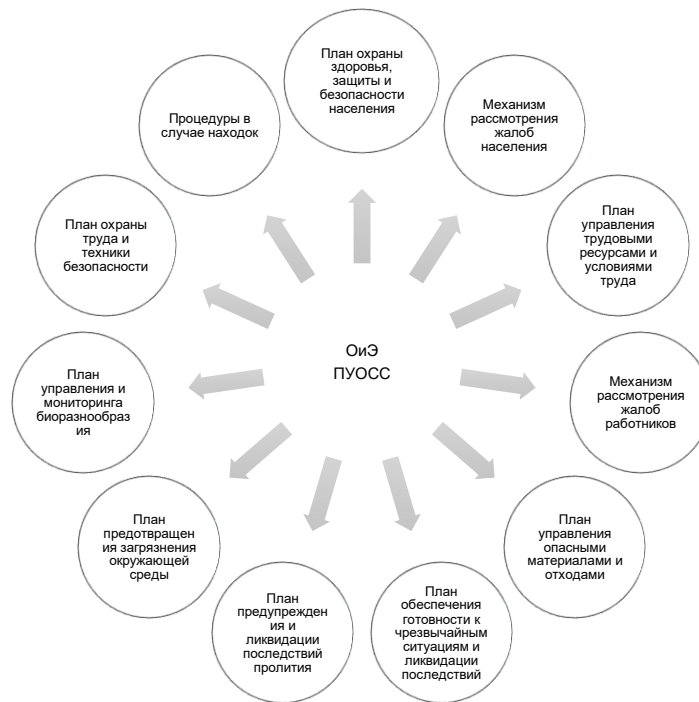 План охраны
здоровья,
защиты и
безопасности
населения
Механизм
рассмотрения
жалоб
населения
План
управления
трудовыми
ресурсами и
условиями
труда
Механизм
рассмотрения
жалоб
работников
План
управления
опасными
материалами и
отходами
План
обеспечения
готовности к
чрезвычайным
ситуациям и
ликвидации
последствий
План
предупрежден
ия и
ликвидации
последствий
пролития
План
предотвращен
ия загрязнения
окружающей
среды
План
управления и
мониторинга
биоразнообраз
ия
План охраны
труда и
техники
безопасности
Процедуры в
случае находок
ОиЭ
ПУОСС